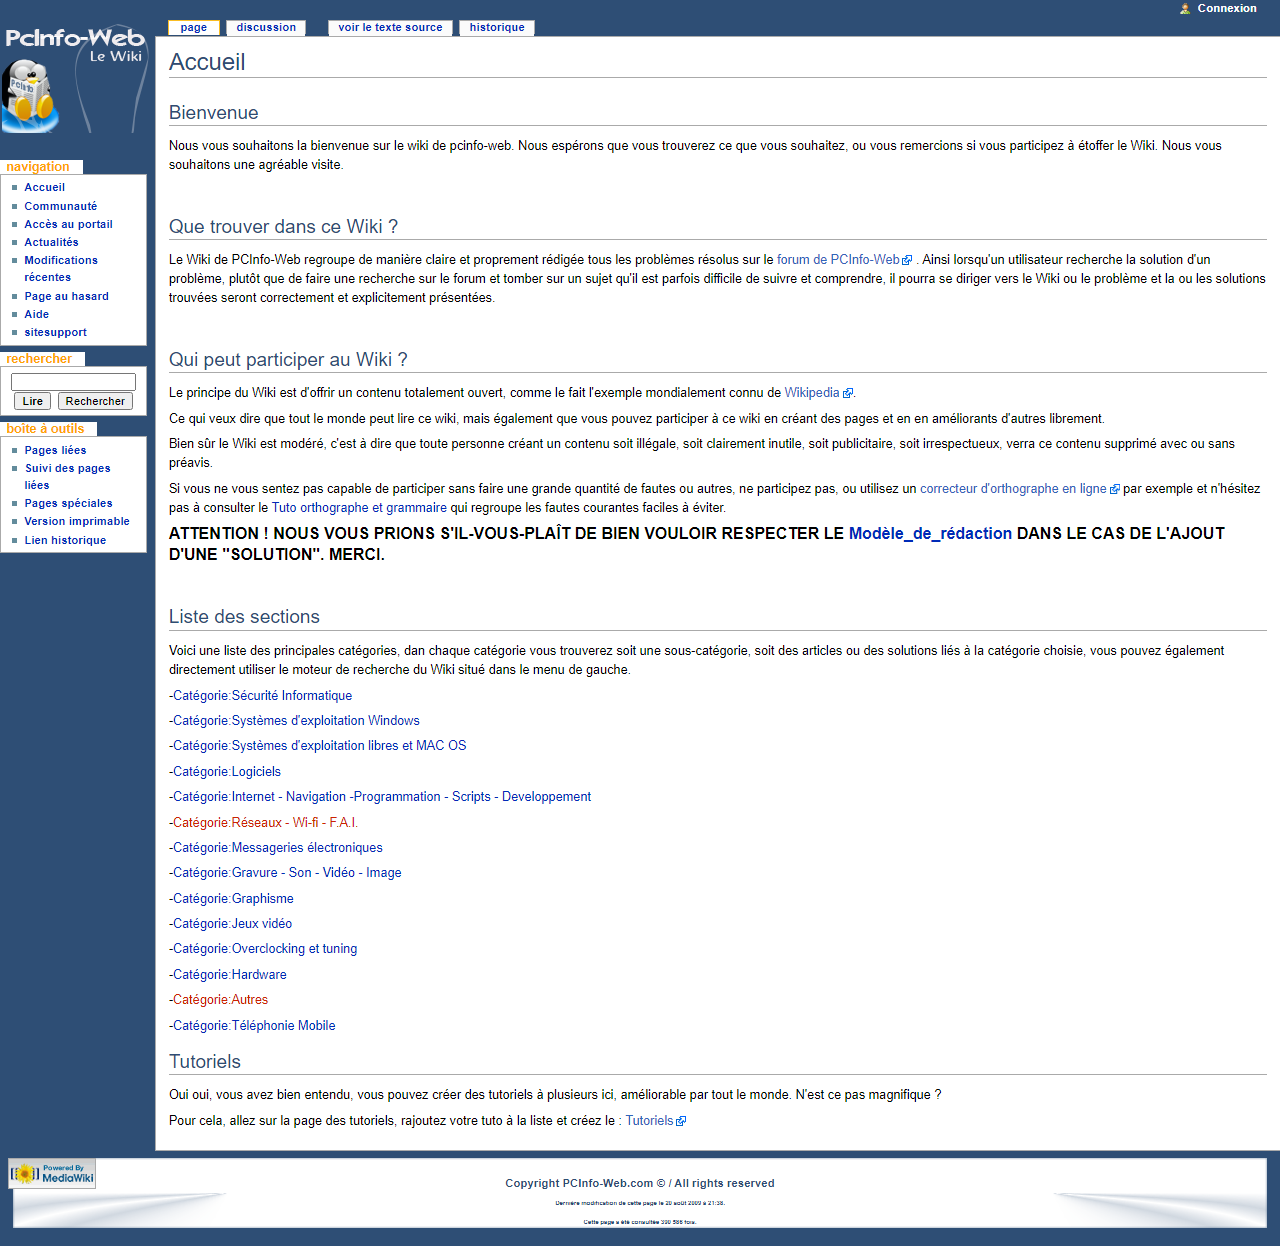 Connexion
page
discussion
voir le texte source
historique
PcInfo-Web
Le Wiki
PCInfo
Accueil
Bienvenue
Nous vous souhaitons la bienvenue sur le wiki de pcinfo-web. Nous espérons que vous trouverez ce que vous souhaitez, ou vous remercions si vous participez à étoffer le Wiki. Nous vous
souhaitons une agréable visite.
navigation
Accueil
Communauté
Accès au portail
Actualités
Modifications
récentes
Page au hasard
Aide
sitesupport
rechercher
Lire
Rechercher
boîte à outils
Pages liées
Suivi des pages
liées
Pages spéciales
Version imprimable
Lien historique
Que trouver dans ce Wiki ?
Le Wiki de PCInfo-Web regroupe de manière claire et proprement rédigée tous les problèmes résolus sur le forum de PCInfo-Web . Ainsi lorsqu'un utilisateur recherche la solution d'un
problème, plutôt que de faire une recherche sur le forum et tomber sur un sujet qu'il est parfois difficile de suivre et comprendre, il pourra se diriger vers le Wiki ou le problème et la ou les solutions
trouvées seront correctement et explicitement présentées.
Qui peut participer au Wiki ?
Le principe du Wiki est d'offrir un contenu totalement ouvert, comme le fait l'exemple mondialement connu de Wikipedia .
Ce qui veux dire que tout le monde peut lire ce wiki, mais également que vous pouvez participer à ce wiki en créant des pages et en en améliorants d'autres librement.
Bien sûr le Wiki est modéré, c'est à dire que toute personne créant un contenu soit illégale, soit clairement inutile, soit publicitaire, soit irrespectueux, verra ce contenu supprimé avec ou sans
préavis.
Si vous ne vous sentez pas capable de participer sans faire une grande quantité de fautes ou autres, ne participez pas, ou utilisez un correcteur d'orthographe en ligne par exemple et n'hésitez
pas à consulter le Tuto orthographe et grammaire qui regroupe les fautes courantes faciles à éviter.
ATTENTION ! NOUS VOUS PRIONS S'IL-VOUS-PLAÎT DE BIEN VOULOIR RESPECTER LE Modèle_de_rédaction DANS LE CAS DE L'AJOUT
D'UNE "SOLUTION". MERCI.
Liste des sections
Voici une liste des principales catégories, dan chaque catégorie vous trouverez soit une sous-catégorie, soit des articles ou des solutions liés à la catégorie choisie, vous pouvez également
directement utiliser le moteur de recherche du Wiki situé dans le menu de gauche.
-Catégorie:Sécurité Informatique
-Catégorie:Systèmes d'exploitation Windows
-Catégorie:Systèmes d'exploitation libres et MAC OS
-Catégorie:Logiciels
-Catégorie:Internet - Navigation -Programmation - Scripts - Developpement
-Catégorie:Réseaux - Wi-fi - F.A.I.
-Catégorie:Messageries électroniques
-Catégorie:Gravure - Son - Vidéo - Image
-Catégorie:Graphisme
-Catégorie:Jeux vidéo
-Catégorie:Overclocking et tuning
-Catégorie:Hardware
-Catégorie:Autres
-Catégorie:Téléphonie Mobile
Tutoriels
Oui oui, vous avez bien entendu, vous pouvez créer des tutoriels à plusieurs ici, améliorable par tout le monde. N'est ce pas magnifique ?
Pour cela, allez sur la page des tutoriels, rajoutez votre tuto à la liste et créez le : Tutoriels
Powered By
MediaWiki
Copyright PCInfo-Web.com © / All rights reserved
Dernière modification de cette page le 20 août 2009 à 21:38.
Cette page a été consultée 390 586 fois.